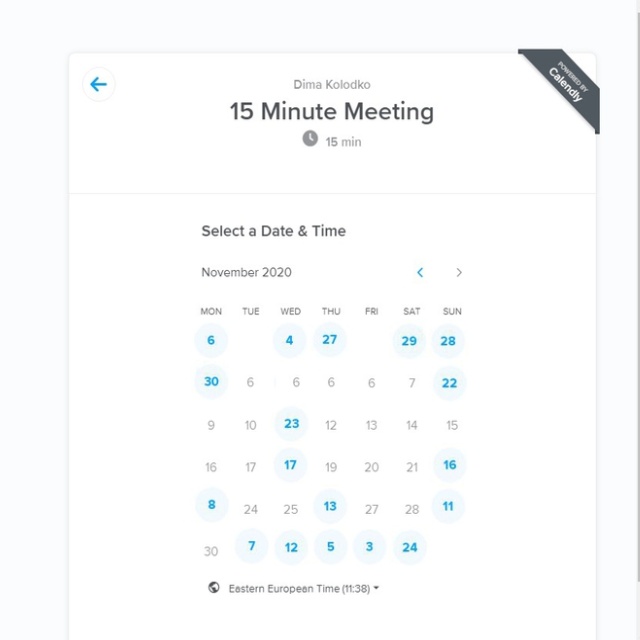 POWERED BY
Calendly
Dima Kolodko
15 Minute Meeting
15 min
Select a Date & Time
November 2020
MON TUE WED THU FRI SAT SUN
6 4 27 29 28
30 6 6 6 6 7 22
9 10 23 12 13 14 15
16 17 17 19 20 21 16
8 24 25 13 27 28 11
30 7 12 5 3 24
Eastern European Time (11:38)